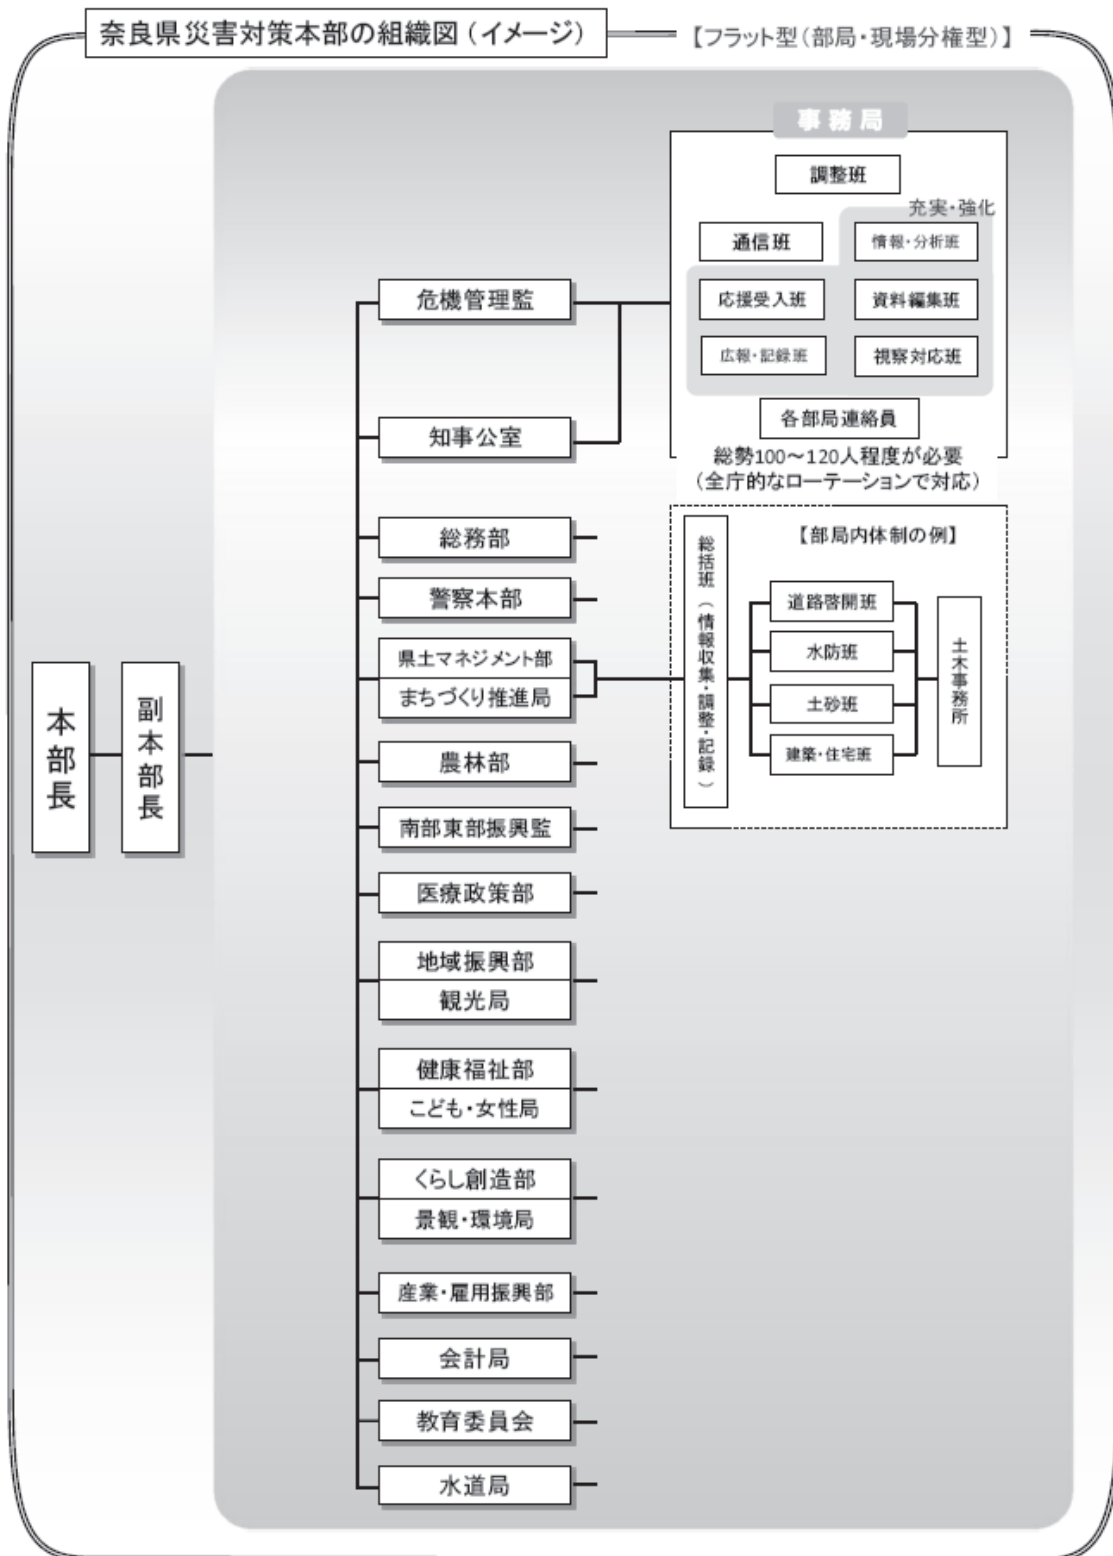 奈良県災害対策本部の組織図（イメージ）
【フラット型（部局・現場分権型）】
事務局
調整班
充実・強化
通信班
情報・分析班
応援受入班
資料編集班
広報・記録班
視察対応班
各部局連絡員
総勢100～120人程度が必要
（全庁的なローテーションで対応）
本部長
副本部長
危機管理監
知事公室
総務部
警察本部
県土マネジメント部
まちづくり推進局
農林部
南部東部振興監
医療政策部
地域振興部
観光局
健康福祉部
こども・女性局
くらし創造部
景観・環境局
産業・雇用振興部
会計局
教育委員会
水道局
【部局内体制の例】
総括班（情報収集・調整・記録）
道路啓開班
水防班
土砂班
建築・住宅班
土木事務所